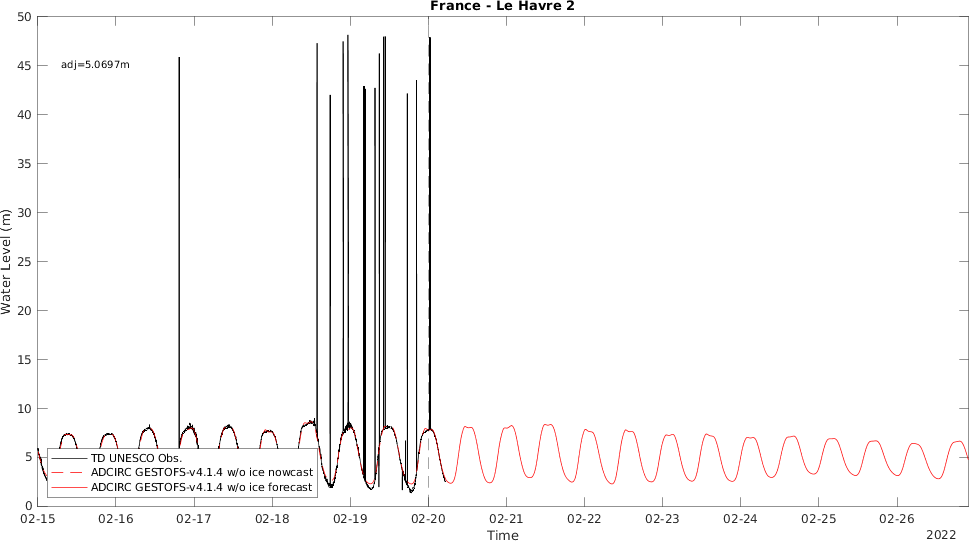 France - Le Havre 2
50
45
40
35
30
25
20
15
10
5
0
adj=5.0697m
Water Level (m)
TD UNESCO Obs.
ADCIRC GESTOFS-v4.1.4 w/o ice nowcast
ADCIRC GESTOFS-v4.1.4 w/o ice forecast
02-15 02-16 02-17 02-18 02-19 02-20 02-21 02-22 02-23 02-24 02-25 02-26
Time
2022